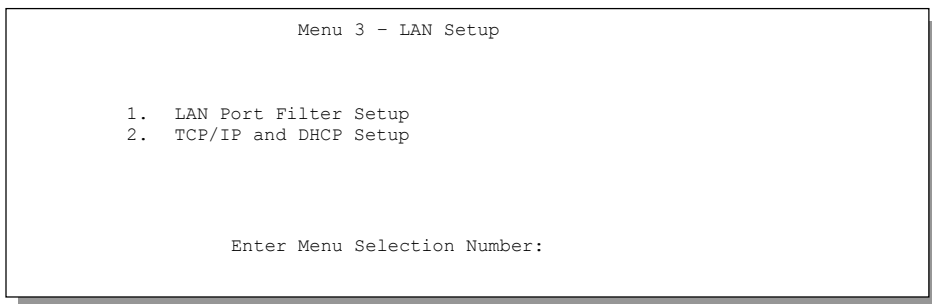 Menu 3 – LAN Setup
1. LAN Port Filter Setup
2. TCP/IP and DHCP Setup
Enter Menu Selection Number: